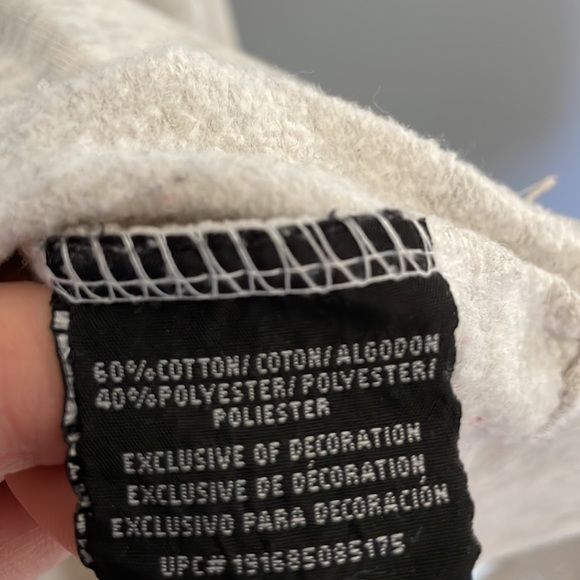 60%COTTON/COTON/ALGODON
40%POLYESTER/POLYESTER/
POLIESTER
EXCLUSIVE OF DECORATION
EXCLUSIVE DE DÉCORATION
EXCLUSIVO PARA DECORACIÓN
UPC# 191685085175